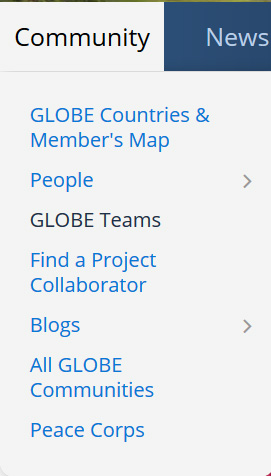 Community
News
GLOBE Countries &
Member's Map
People
GLOBE Teams
Find a Project
Collaborator
Blogs
All GLOBE
Communities
Peace Corps